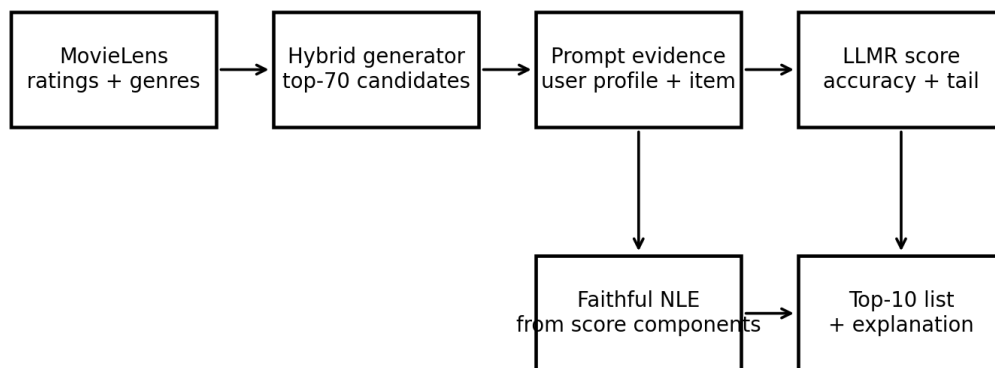 MovieLens
ratings + genres
Hybrid generator
top-70 candidates
Prompt evidence
user profile + item
LLMR score
accuracy + tail
Faithful NLE
from score components
Top-10 list
+ explanation